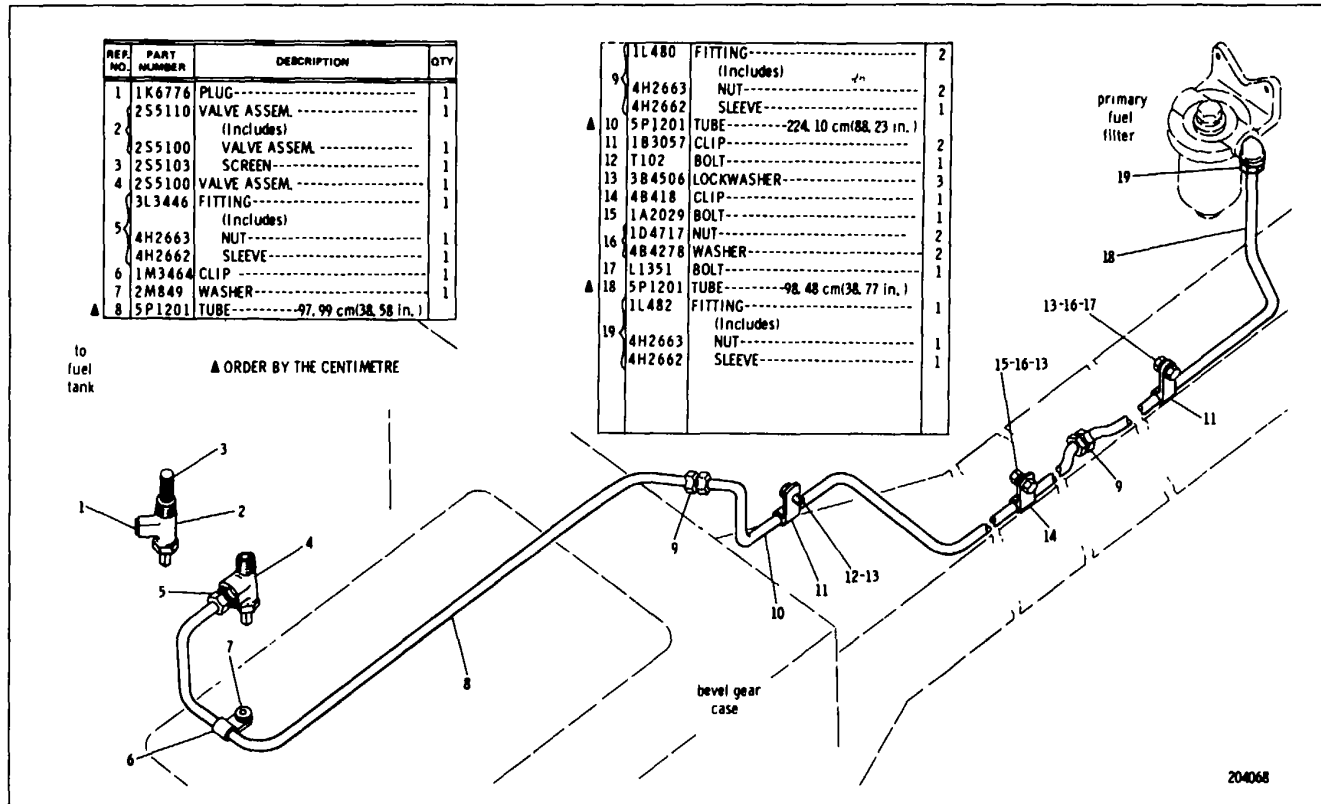 REF. NO. PART NUMBER DESCRIPTION QTY
1 1K6776 PLUG 1
2S5110 VALVE ASSEM. 1
2 (Includes)
2S5100 VALVE ASSEM. 1
3 2S5103 SCREEN 1
4 2S5100 VALVE ASSEM. 1
3L3446 FITTING 1
5 (Includes)
4H2663 NUT 1
4H2662 SLEEVE 1
6 1M3464 CLIP 1
7 2M849 WASHER 1
▲ 8 5P1201 TUBE 97.99 cm(38.58 in.)
▲ ORDER BY THE CENTIMETRE
1L480 FITTING 2
9 (Includes)
4H2663 NUT 2
4H2662 SLEEVE 1
▲ 10 5P1201 TUBE 224.10 cm(88.23 in.)
11 1B3057 CLIP 2
12 T102 BOLT 1
13 3B4506 LOCKWASHER 3
14 4B418 CLIP 1
15 1A2029 BOLT 1
16 1D4717 NUT 2
4B4278 WASHER 2
17 L1351 BOLT 1
▲ 18 5P1201 TUBE 98.48 cm(38.77 in.)
1L482 FITTING 1
19 (Includes)
4H2663 NUT 1
4H2662 SLEEVE 1
primary
fuel
filter
19
18
13-16-17
11
15-16-13
9
14
to
fuel
tank
3
1
2
4
5
7
6
8
9
10
11
12-13
bevel gear
case
204068